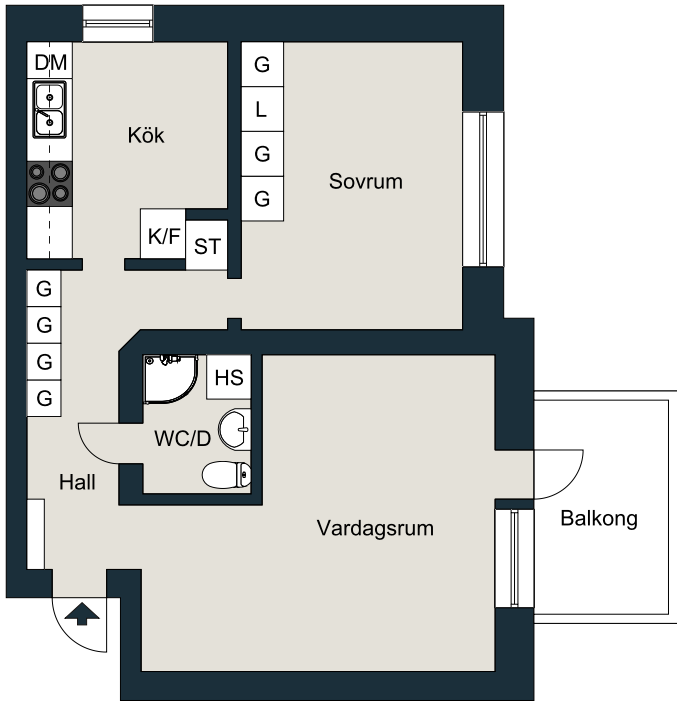 DM
G
L
G
G
Kök
Sovrum
K/F
ST
G
G
G
G
HS
WC/D
Hall
Vardagsrum
Balkong